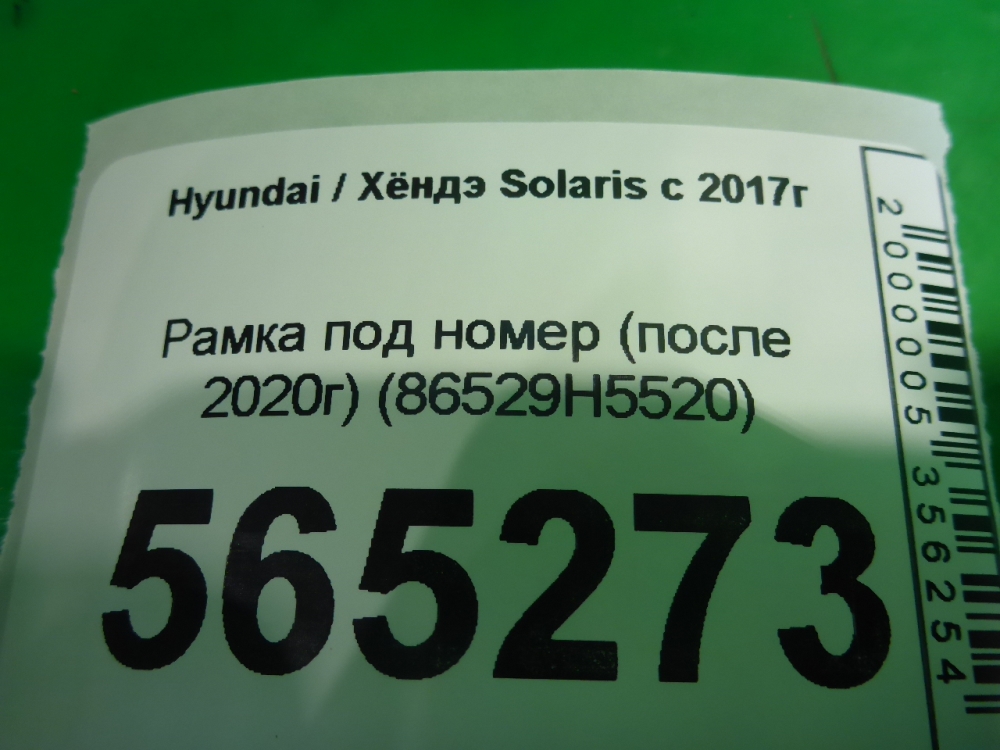 Hyundai / Хёндэ Solaris с 2017г
Рамка под номер (после
2020г) (86529H5520)
565273
2000005356254